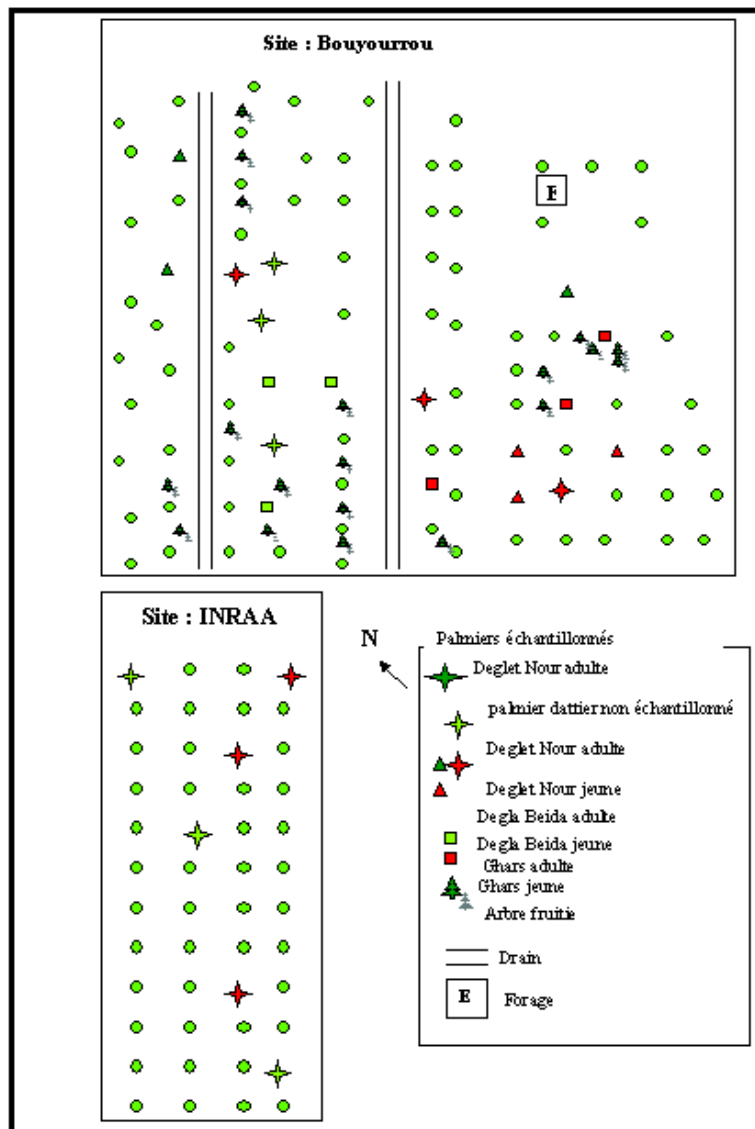 Site : Bouyourrou
E
Site : INRAA
N
Palmiers échantillonnés
Deglet Nour adulte
palmier dattier non échantillonné
Deglet Nour adulte
Deglet Nour jeune
Degla Beida adulte
Degla Beida jeune
Ghars adulte
Ghars jeune
Arbre fruitie
Drain
E
Forage